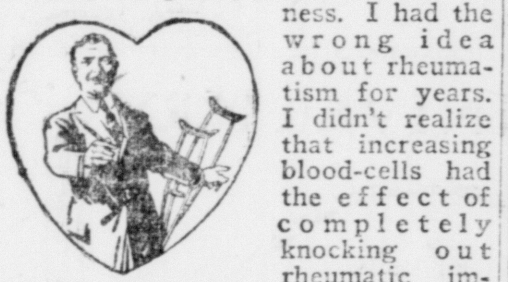 ness. I had the
wrong idea
about rheuma-
tism for years.
I didn't realize
that increasing
blood-cells had
the effect of
completely
knocking out
rheumatic im-